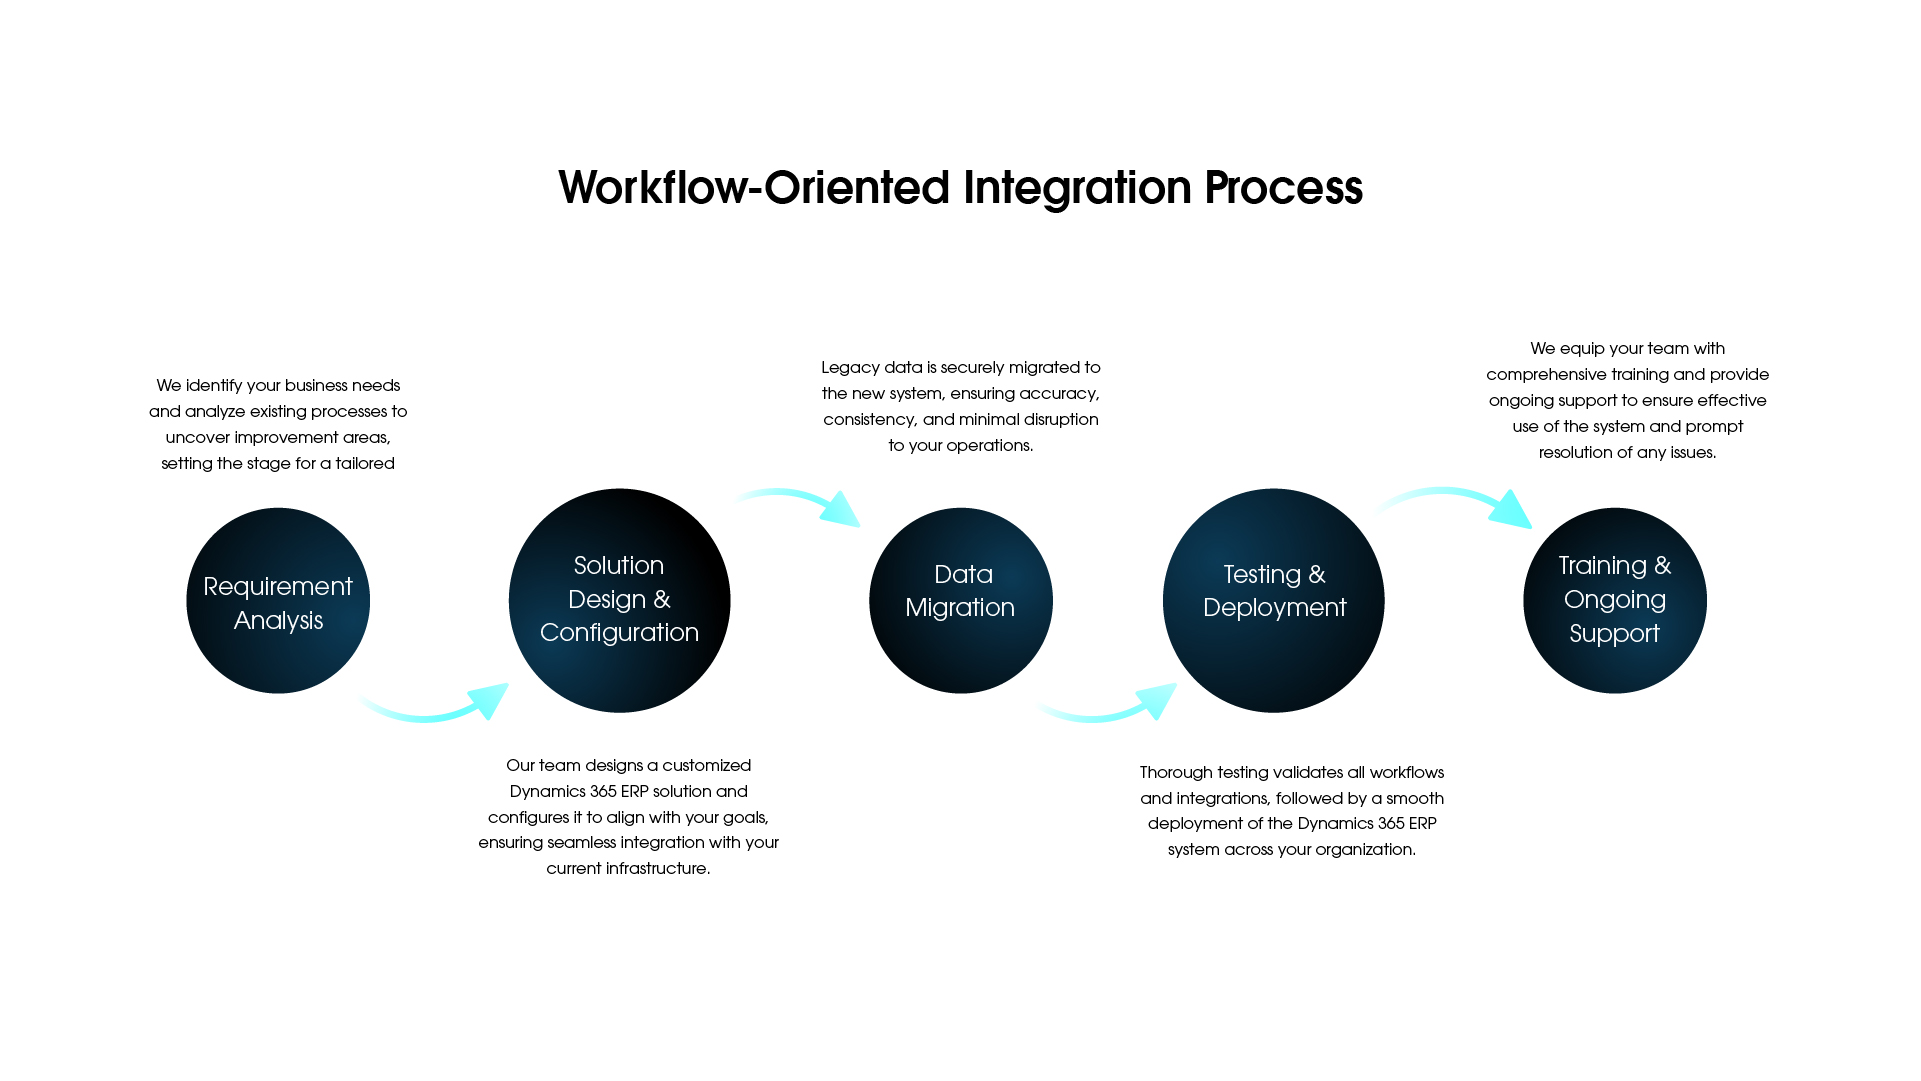 Workflow-Oriented Integration Process
We identify your business needs
and analyze existing processes to
uncover improvement areas,
setting the stage for a tailored
Requirement
Analysis
Solution
Design &
Configuration
Our team designs a customized
Dynamics 365 ERP solution and
configures it to align with your goals,
ensuring seamless integration with your
current infrastructure.
Legacy data is securely migrated to
the new system, ensuring accuracy,
consistency, and minimal disruption
to your operations.
Data
Migration
Testing &
Deployment
Thorough testing validates all workflows
and integrations, followed by a smooth
deployment of the Dynamics 365 ERP
system across your organization.
We equip your team with
comprehensive training and provide
ongoing support to ensure effective
use of the system and prompt
resolution of any issues.
Training &
Ongoing
Support